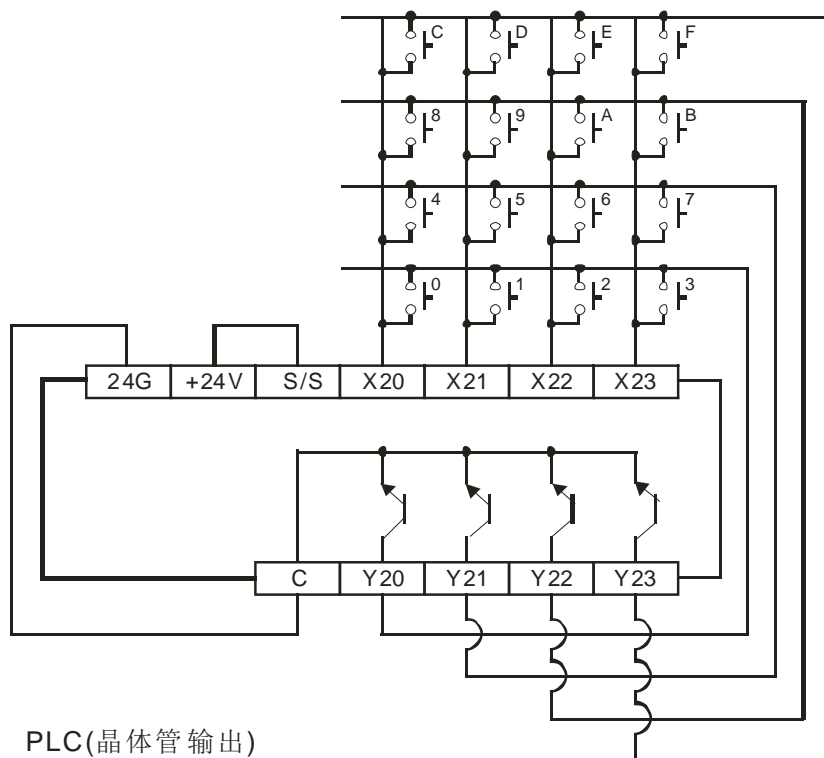 C D E F
8 9 A B
4 5 6 7
0 1 2 3
24G +24V S/S X20 X21 X22 X23
C Y20 Y21 Y22 Y23
PLC(晶体管输出)